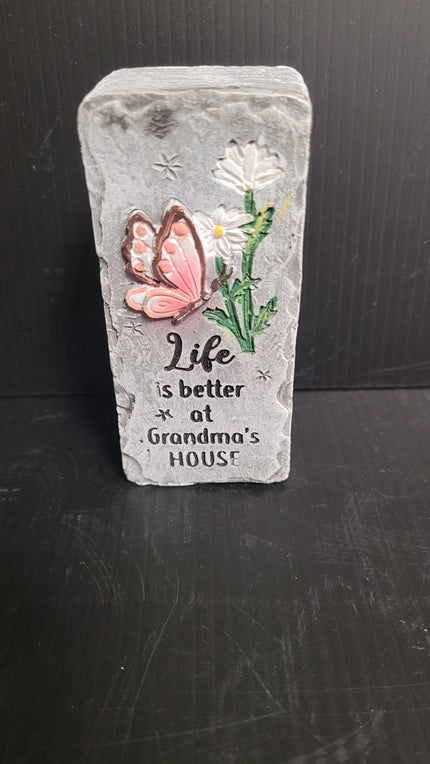 Life
is better
at
Grandma's
HOUSE